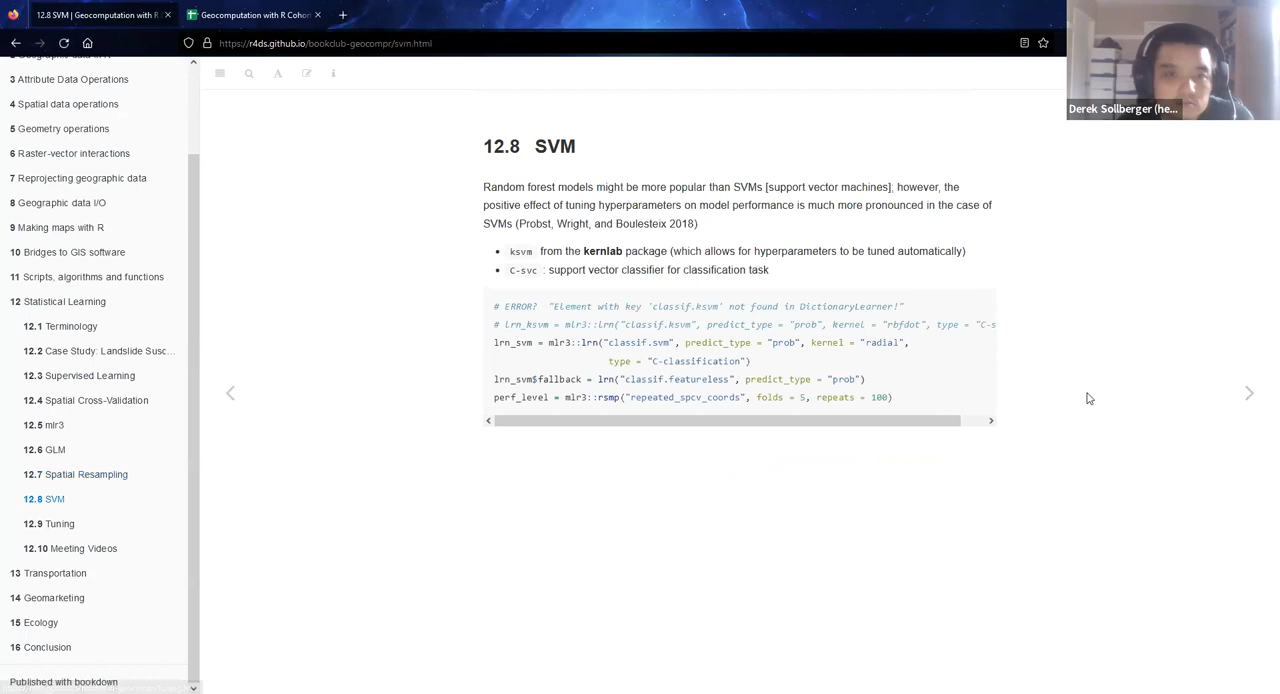 12.8 SVM | Geocomputation with R
Geocomputation with R Cohor
https://r4ds.github.io/bookclub-geocompr/svm.html
Derek Sollberger (he...
3 Attribute Data Operations
4 Spatial data operations
5 Geometry operations
6 Raster-vector interactions
7 Reprojecting geographic data
8 Geographic data I/O
9 Making maps with R
10 Bridges to GIS software
11 Scripts, algorithms and functions
12 Statistical Learning
12.1 Terminology
12.2 Case Study: Landslide Susc...
12.3 Supervised Learning
12.4 Spatial Cross-Validation
12.5 mlr3
12.6 GLM
12.7 Spatial Resampling
12.8 SVM
12.9 Tuning
12.10 Meeting Videos
13 Transportation
14 Geomarketing
15 Ecology
16 Conclusion
Published with bookdown
12.8 SVM
Random forest models might be more popular than SVMs [support vector machines]; however, the
positive effect of tuning hyperparameters on model performance is much more pronounced in the case of
SVMs (Probst, Wright, and Boulesteix 2018)
• ksvm from the kernlab package (which allows for hyperparameters to be tuned automatically)
• C-svc : support vector classifier for classification task
# ERROR? "Element with key 'classif.ksvm' not found in DictionaryLearner!"
# lrn_ksvm = mlr3::lrn("classif.ksvm", predict_type = "prob", kernel = "rbfdot", type = "C-s
lrn_svm = mlr3::lrn("classif.svm", predict_type = "prob", kernel = "radial",
type = "C-classification")
lrn_svm$fallback = lrn("classif.featureless", predict_type = "prob")
perf_level = mlr3::rsmp("repeated_spcv_coords", folds = 5, repeats = 100)